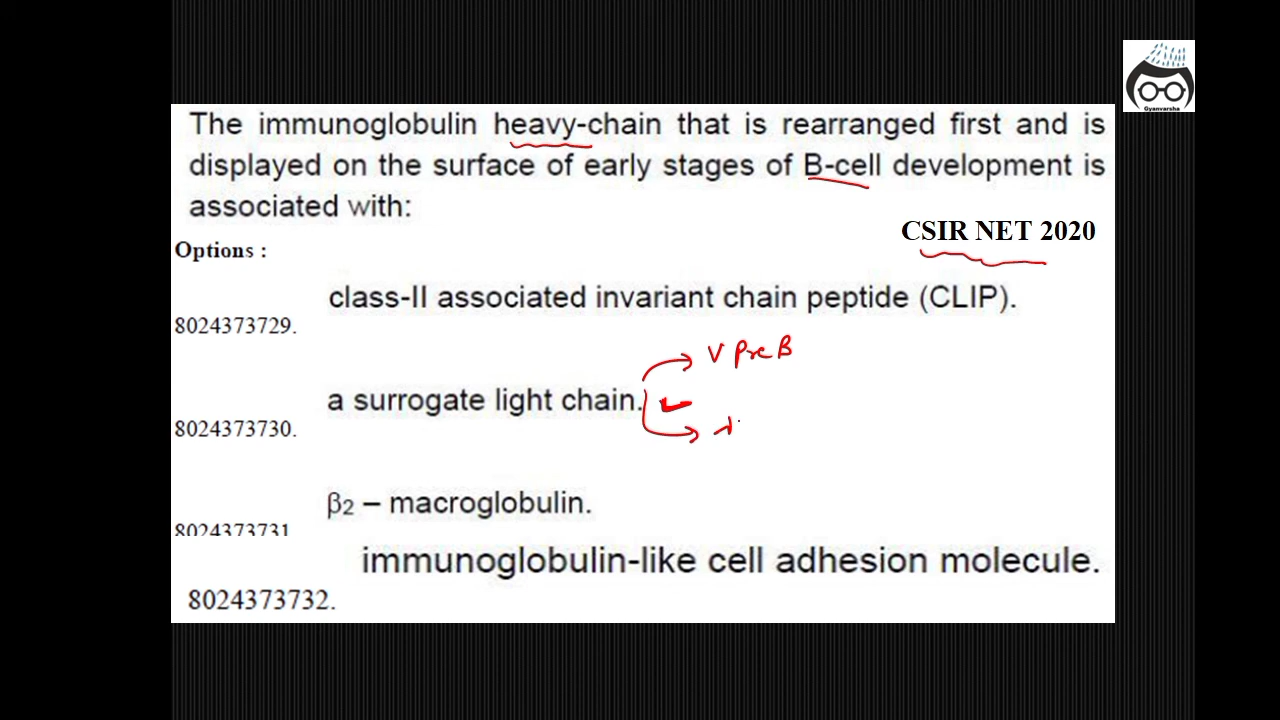 Gyanvarsha
The immunoglobulin heavy-chain that is rearranged first and is
displayed on the surface of early stages of B-cell development is
associated with:
CSIR NET 2020
Options :
class-II associated invariant chain peptide (CLIP).
8024373729.
V PreB
a surrogate light chain.
8024373730.
λ
β2 – macroglobulin.
8024373731
immunoglobulin-like cell adhesion molecule.
8024373732.